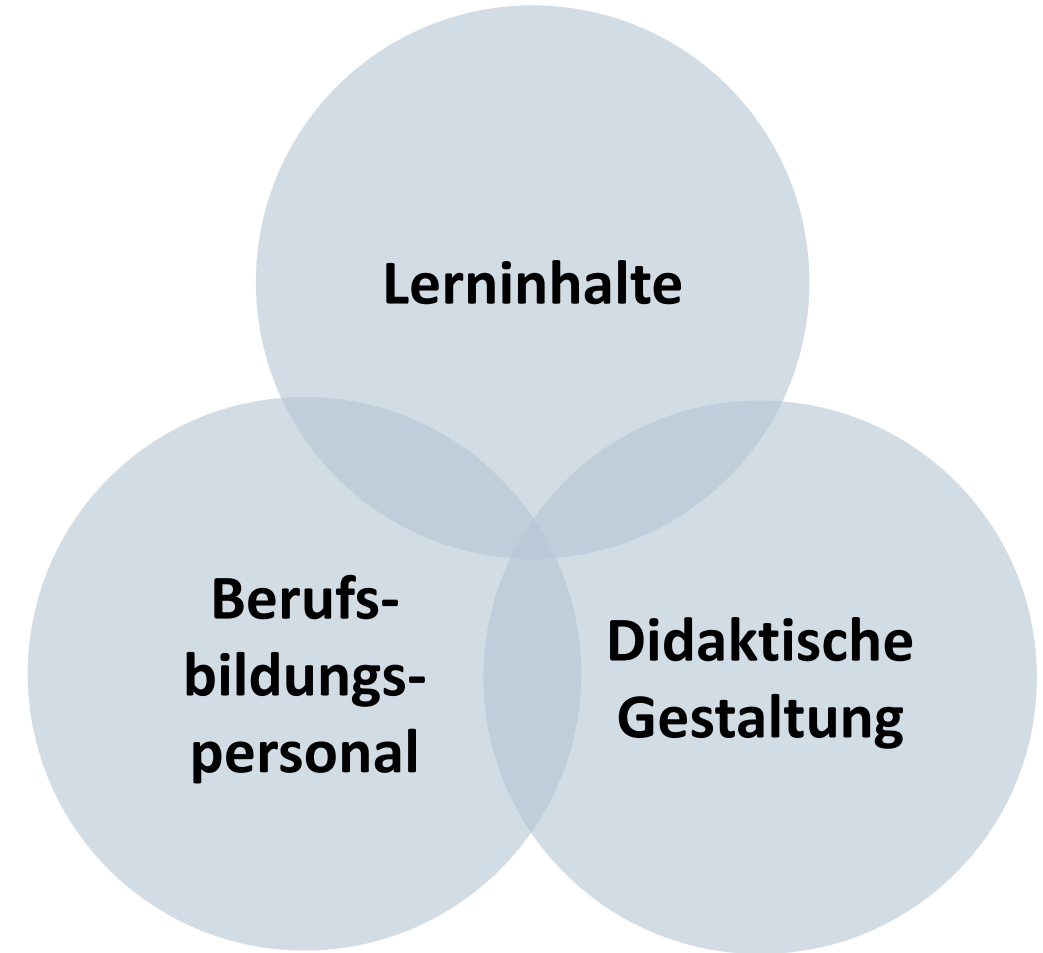 Lerninhalte
Berufs-
bildungs-
personal
Didaktische
Gestaltung